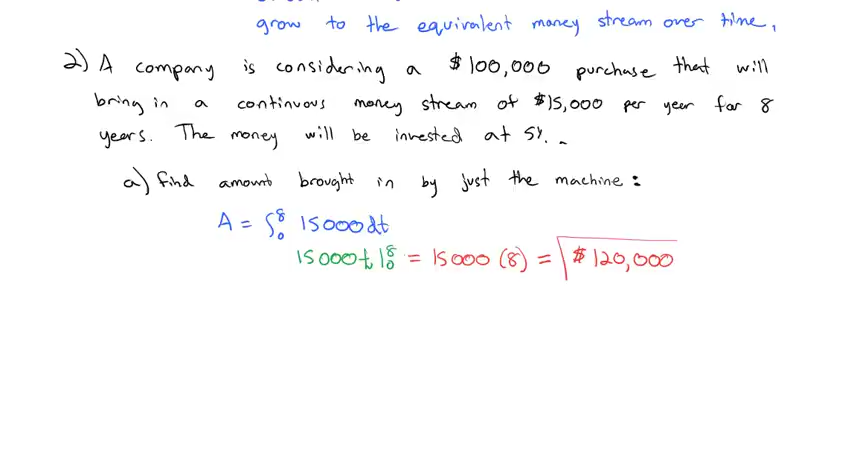 grow to the equivalent money stream over time.
2) A company is considering a $100,000 purchase that will
bring in a continuous money stream of $15,000 per year for 8
years. The money will be invested at 5%.
a) Find amount brought in by just the machine:
A = ∫₀⁸ 15000dt
15000t |₀⁸ = 15000 (8) = $120,000